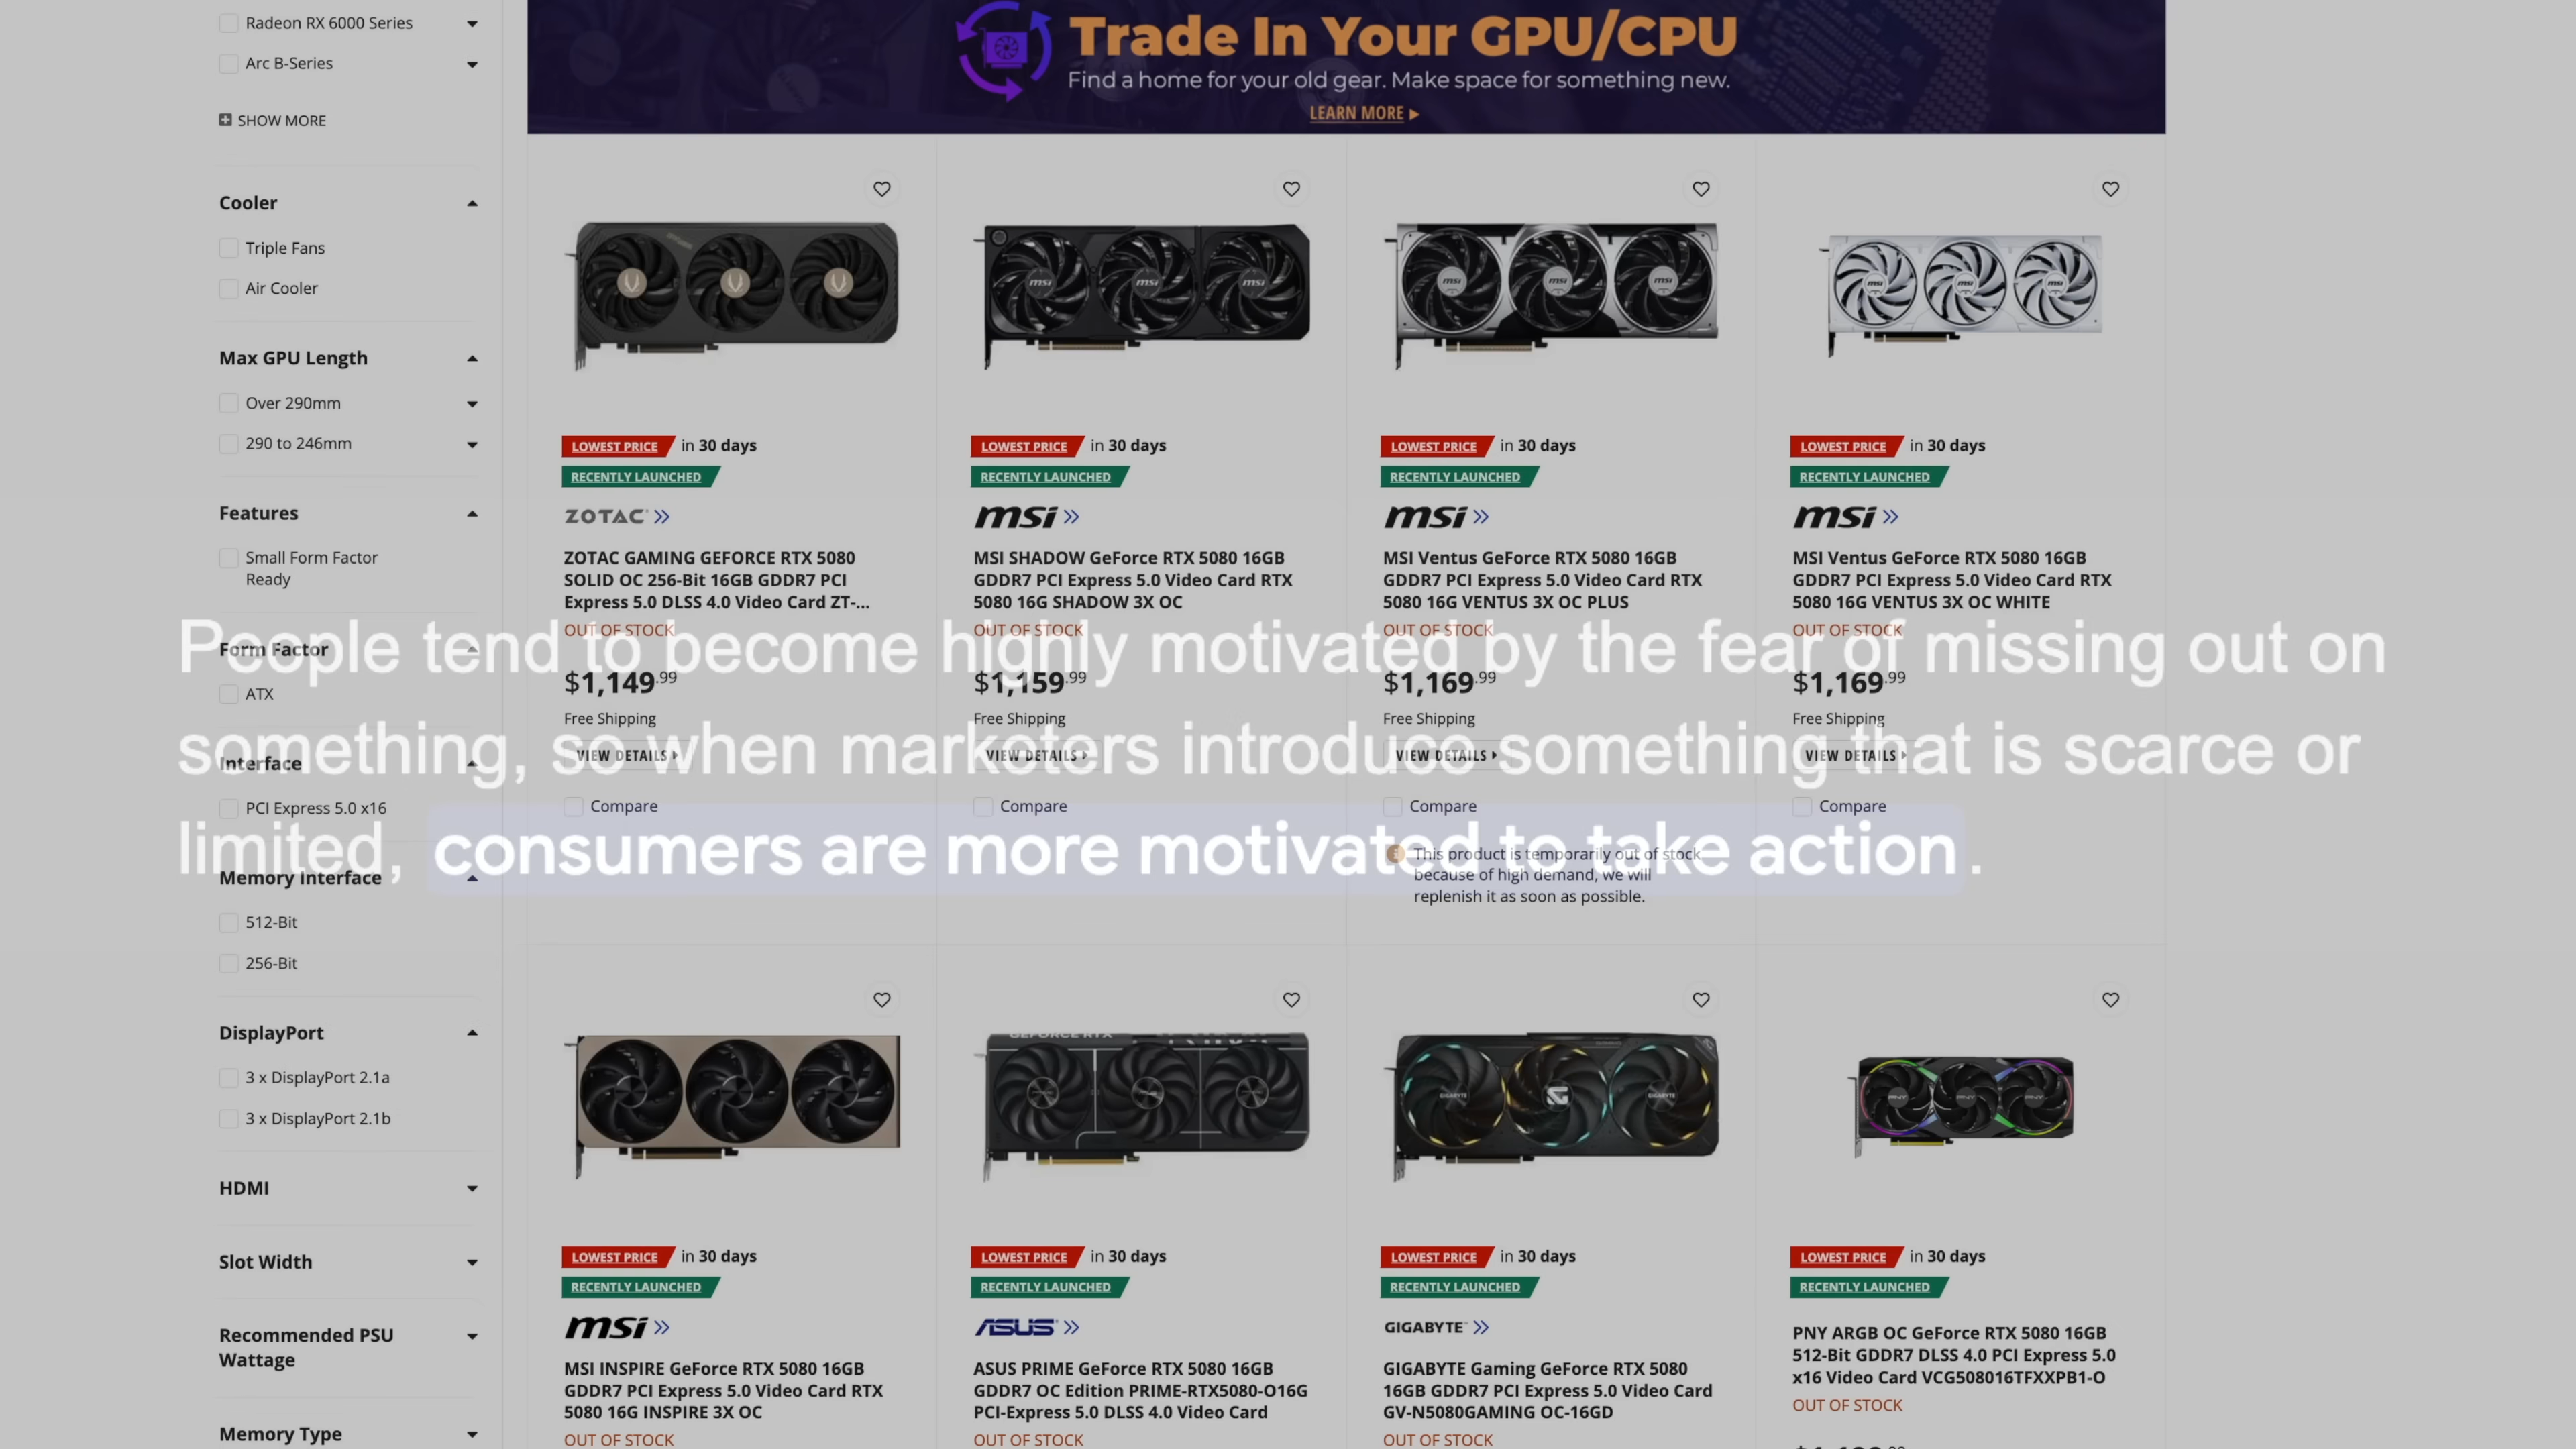 Radeon RX 6000 Series
Arc B-Series
SHOW MORE
Cooler
Triple Fans
Air Cooler
Max GPU Length
Over 290mm
290 to 246mm
Features
Small Form Factor
Ready
Form Factor
ATX
Interface
PCI Express 5.0 x16
Memory Interface
512-Bit
256-Bit
DisplayPort
3 x DisplayPort 2.1a
3 x DisplayPort 2.1b
HDMI
Slot Width
Recommended PSU
Wattage
Memory Type
Trade In Your GPU/CPU
Find a home for your old gear. Make space for something new.
LEARN MORE
LOWEST PRICE in 30 days
RECENTLY LAUNCHED
ZOTAC
ZOTAC GAMING GEFORCE RTX 5080
SOLID OC 256-Bit 16GB GDDR7 PCI
Express 5.0 DLSS 4.0 Video Card ZT-...
OUT OF STOCK
$1,149.99
Free Shipping
VIEW DETAILS
Compare
msi msi msi
LOWEST PRICE in 30 days
RECENTLY LAUNCHED
msi
MSI SHADOW GeForce RTX 5080 16GB
GDDR7 PCI Express 5.0 Video Card RTX
5080 16G SHADOW 3X OC
OUT OF STOCK
$1,159.99
Free Shipping
VIEW DETAILS
Compare
msi msi msi
LOWEST PRICE in 30 days
RECENTLY LAUNCHED
msi
MSI Ventus GeForce RTX 5080 16GB
GDDR7 PCI Express 5.0 Video Card RTX
5080 16G VENTUS 3X OC PLUS
OUT OF STOCK
$1,169.99
Free Shipping
VIEW DETAILS
Compare
This product is temporarily out of stock
because of high demand, we will
replenish it as soon as possible.
msi msi msi
LOWEST PRICE in 30 days
RECENTLY LAUNCHED
msi
MSI Ventus GeForce RTX 5080 16GB
GDDR7 PCI Express 5.0 Video Card RTX
5080 16G VENTUS 3X OC WHITE
OUT OF STOCK
$1,169.99
Free Shipping
VIEW DETAILS
Compare
People tend to become highly motivated by the fear of missing out on
something, so when marketers introduce something that is scarce or
limited, consumers are more motivated to take action.
LOWEST PRICE in 30 days
RECENTLY LAUNCHED
msi
MSI INSPIRE GeForce RTX 5080 16GB
GDDR7 PCI Express 5.0 Video Card RTX
5080 16G INSPIRE 3X OC
OUT OF STOCK
GEFORCE RTX
LOWEST PRICE in 30 days
RECENTLY LAUNCHED
ASUS
ASUS PRIME GeForce RTX 5080 16GB
GDDR7 OC Edition PRIME-RTX5080-O16G
PCI-Express 5.0 DLSS 4.0 Video Card
OUT OF STOCK
GIGABYTE GIGABYTE
LOWEST PRICE in 30 days
RECENTLY LAUNCHED
GIGABYTE
GIGABYTE Gaming GeForce RTX 5080
16GB GDDR7 PCI Express 5.0 Video Card
GV-N5080GAMING OC-16GD
OUT OF STOCK
PNY PNY PNY
LOWEST PRICE in 30 days
RECENTLY LAUNCHED
PNY ARGB OC GeForce RTX 5080 16GB
512-Bit GDDR7 DLSS 4.0 PCI Express 5.0
x16 Video Card VCG508016TFXXPB1-O
OUT OF STOCK